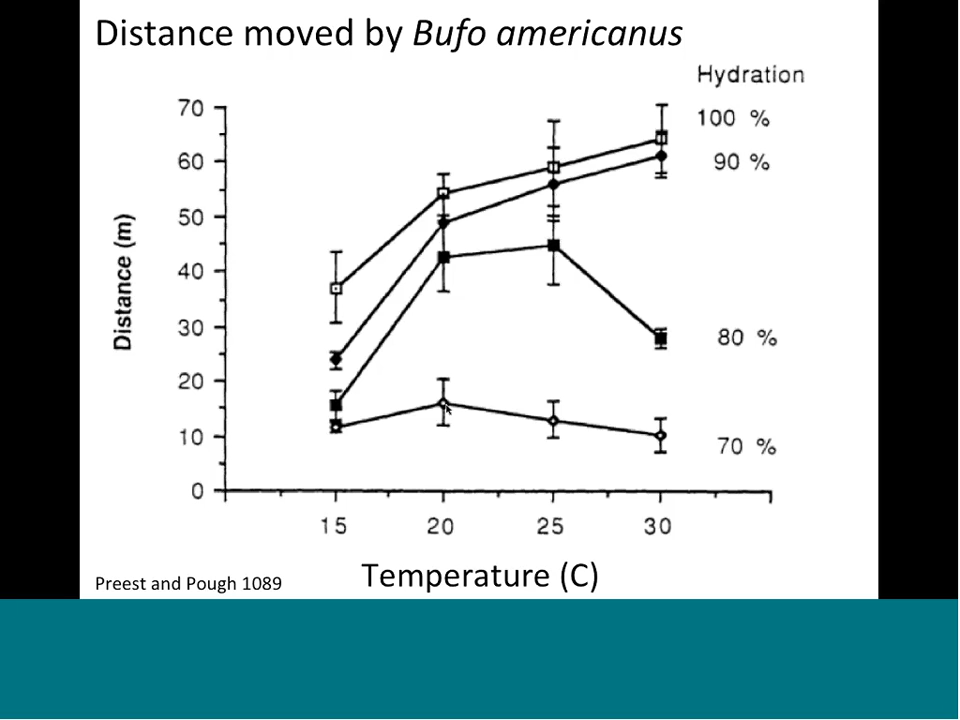 Distance moved by Bufo americanus
Hydration
70
100 %
60
90 %
50
40
30
80 %
20
10
70 %
0
Distance (m)
15 20 25 30
Temperature (C)
Preest and Pough 1089